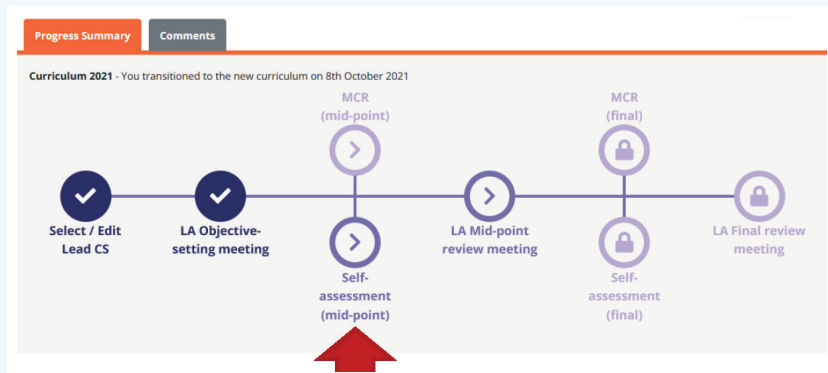 Progress Summary
Comments
Curriculum 2021 - You transitioned to the new curriculum on 8th October 2021
MCR
(mid-point)
MCR
(final)
Select / Edit
Lead CS
LA Objective-
setting meeting
LA Mid-point
review meeting
LA Final review
meeting
Self-
assessment
(mid-point)
Self-
assessment
(final)